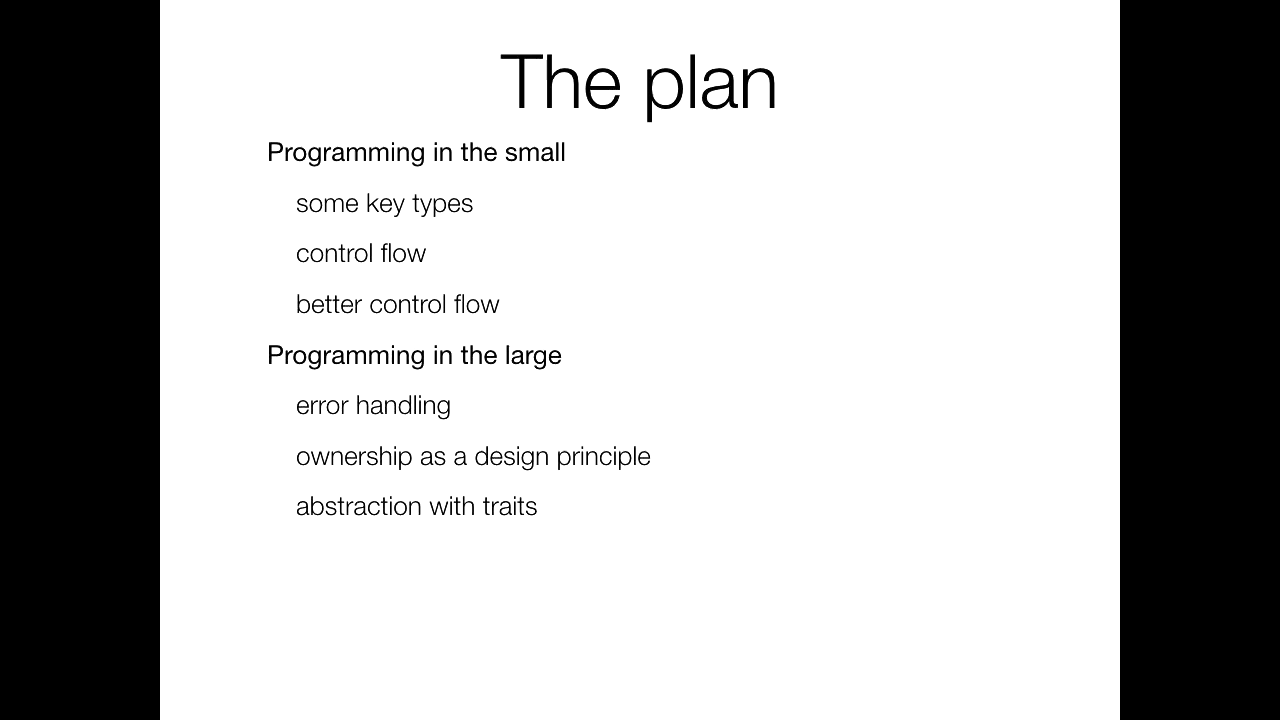 The plan
Programming in the small
some key types
control flow
better control flow
Programming in the large
error handling
ownership as a design principle
abstraction with traits